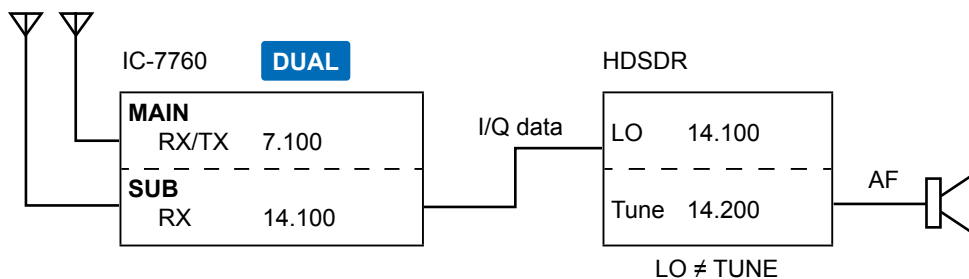 IC-7760 DUAL
MAIN
RX/TX 7.100
SUB
RX 14.100
I/Q data
HDSDR
LO 14.100
Tune 14.200
LO ≠ TUNE
AF